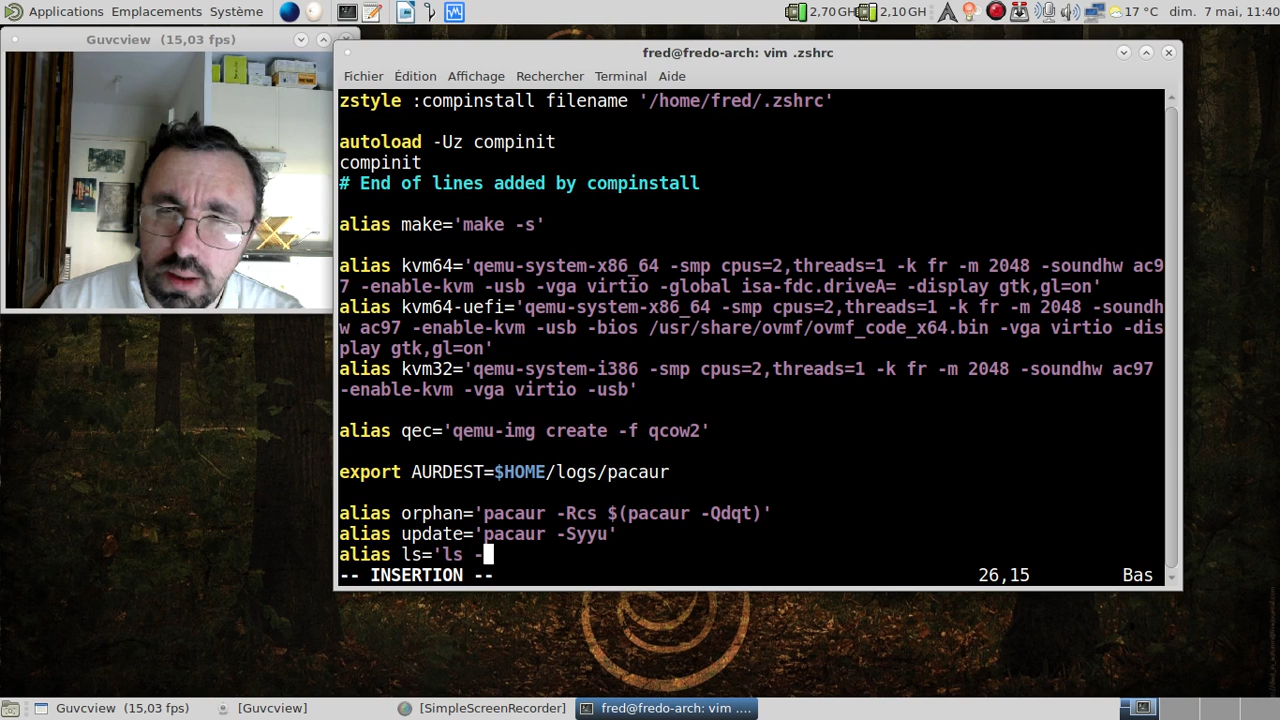 Applications Emplacements Système 2,70 GH 2,10 GH 17 °C dim. 7 mai, 11:40
Guvcview (15,03 fps)
fred@fredo-arch: vim .zshrc
Fichier Édition Affichage Rechercher Terminal Aide
zstyle :compinstall filename '/home/fred/.zshrc'
autoload -Uz compinit
compinit
# End of lines added by compinstall
alias make='make -s'
alias kvm64='qemu-system-x86_64 -smp cpus=2,threads=1 -k fr -m 2048 -soundhw ac9
7 -enable-kvm -usb -vga virtio -global isa-fdc.driveA= -display gtk,gl=on'
alias kvm64-uefi='qemu-system-x86_64 -smp cpus=2,threads=1 -k fr -m 2048 -soundh
w ac97 -enable-kvm -usb -bios /usr/share/ovmf/ovmf_code_x64.bin -vga virtio -dis
play gtk,gl=on'
alias kvm32='qemu-system-i386 -smp cpus=2,threads=1 -k fr -m 2048 -soundhw ac97
-enable-kvm -vga virtio -usb'
alias qec='qemu-img create -f qcow2'
export AURDEST=$HOME/logs/pacaur
alias orphan='pacaur -Rcs $(pacaur -Qdqt)'
alias update='pacaur -Syyu'
alias ls='ls -
-- INSERTION -- 26,15 Bas
Guvcview (15,03 fps) [Guvcview] [SimpleScreenRecorder] fred@fredo-arch: vim ....